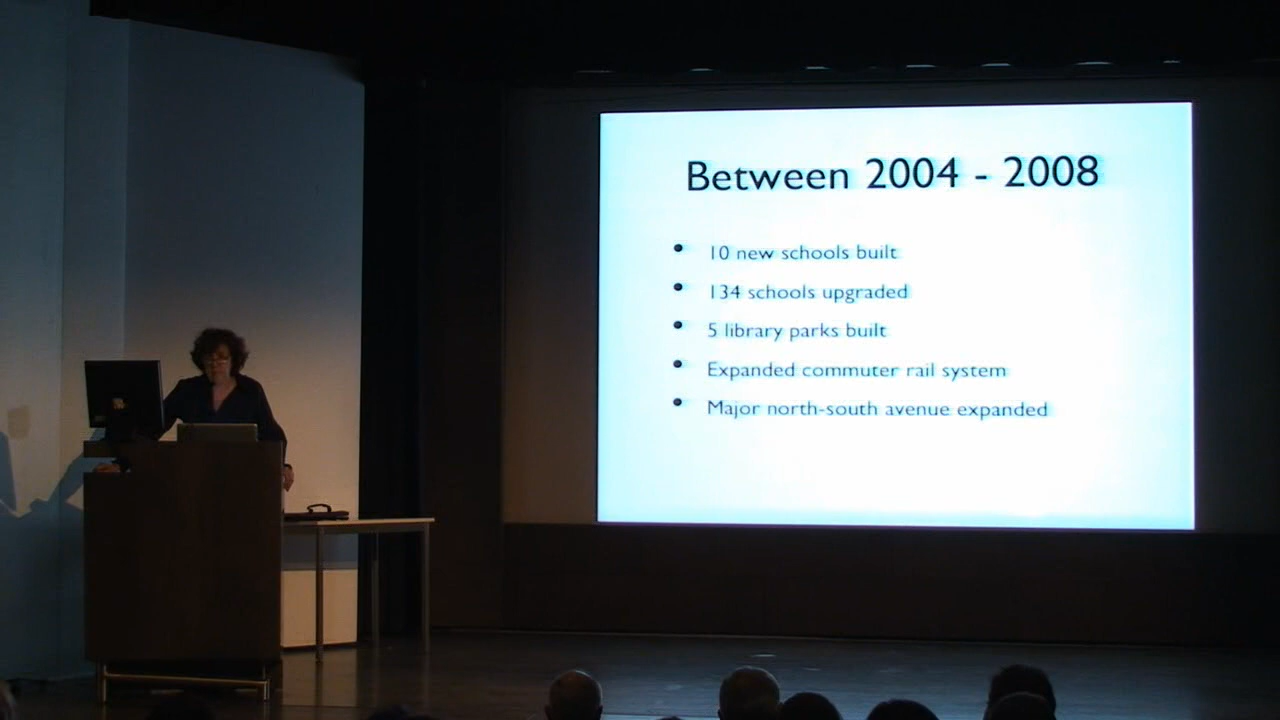 Between 2004 - 2008
10 new schools built
134 schools upgraded
5 library parks built
Expanded commuter rail system
Major north-south avenue expanded